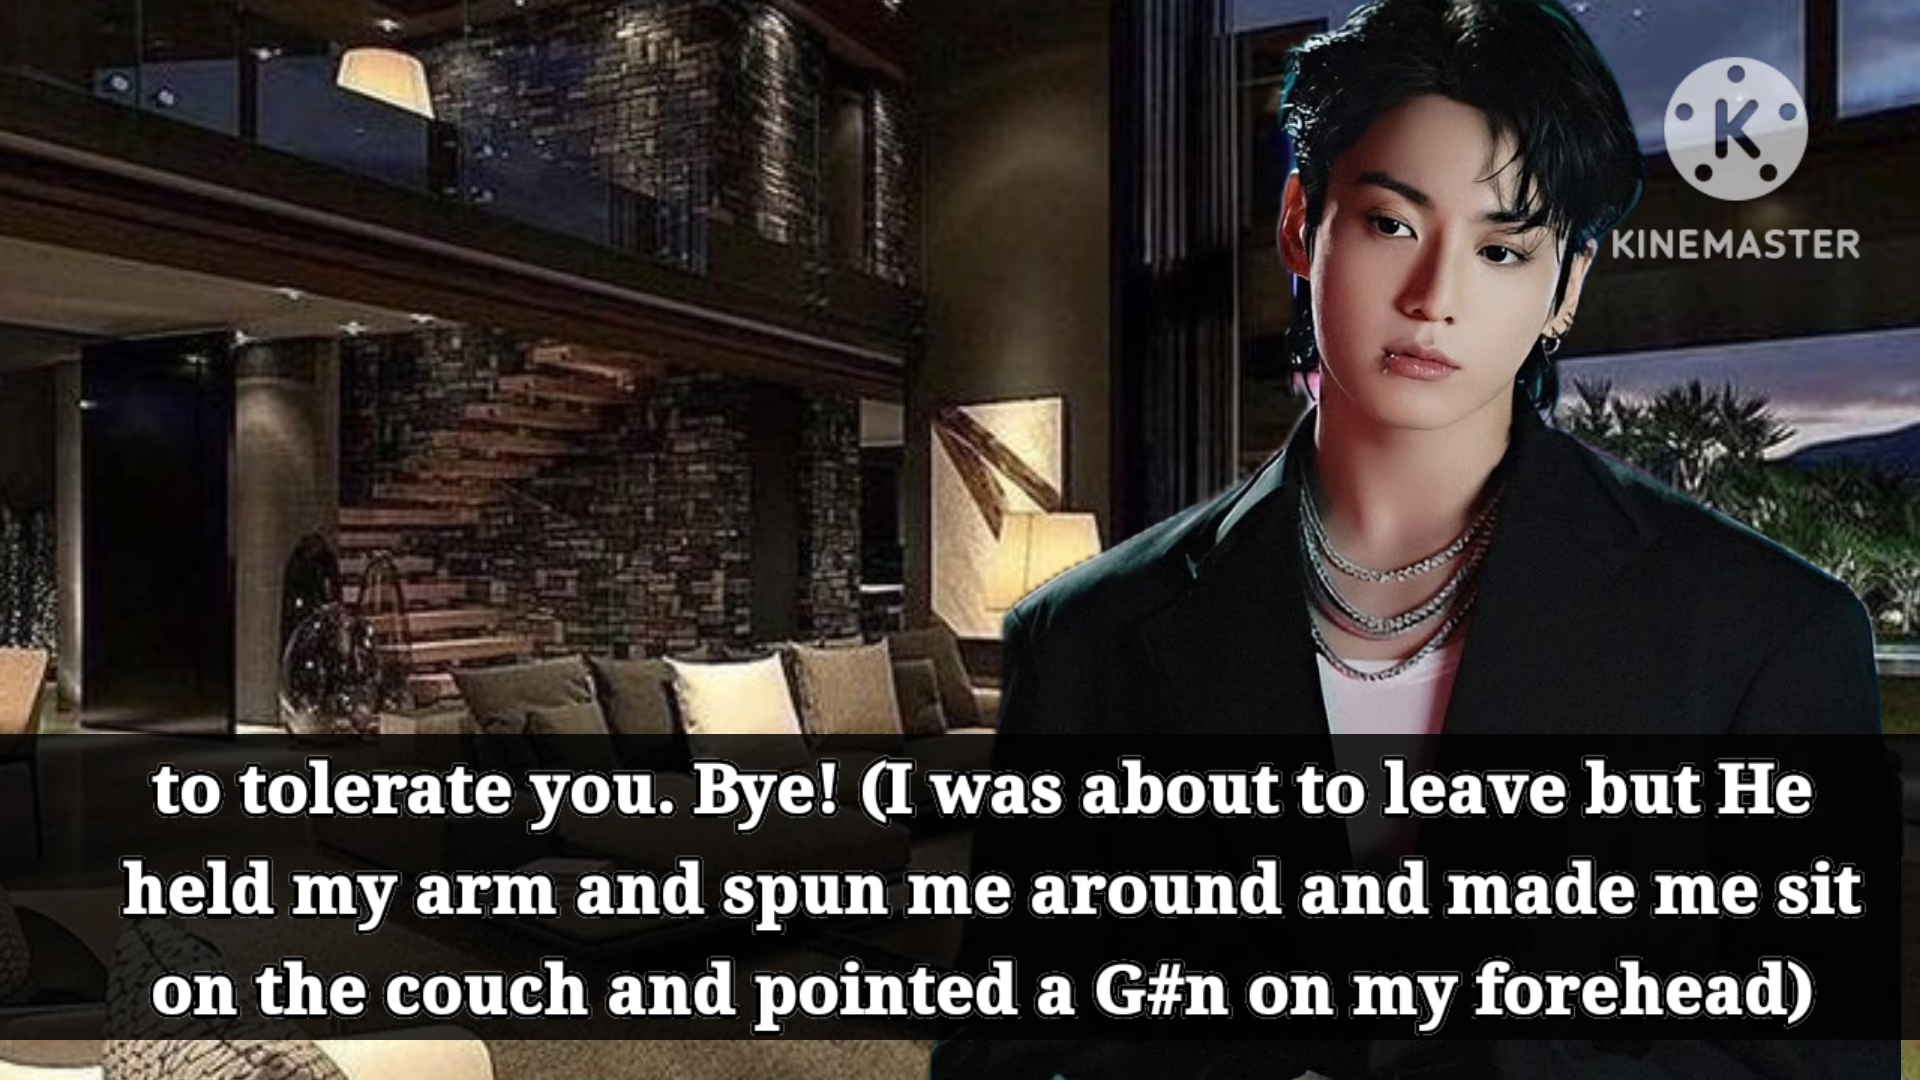 K
KINEMASTER
to tolerate you. Bye! (I was about to leave but He
held my arm and spun me around and made me sit
on the couch and pointed a G#n on my forehead)